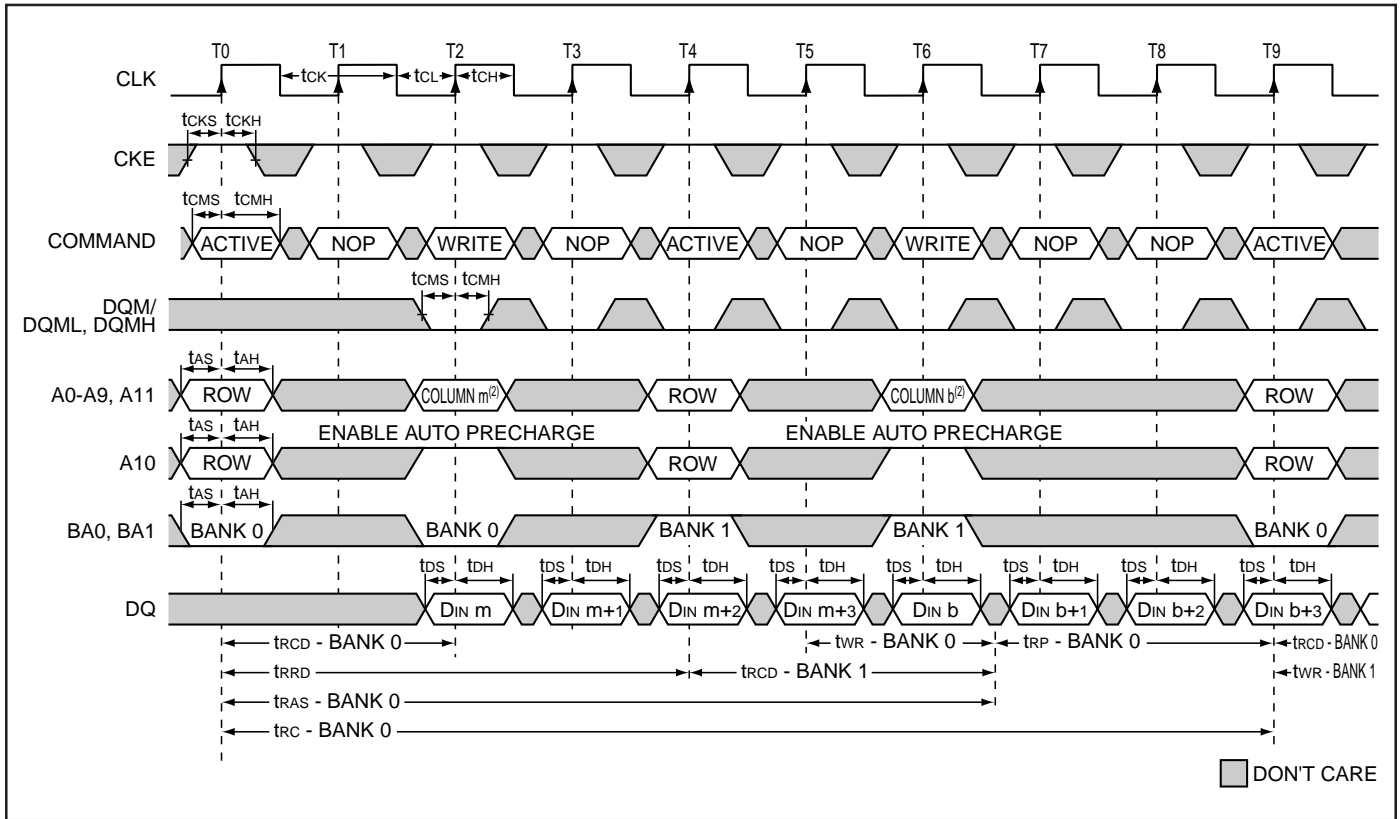 T0 T1 T2 T3 T4 T5 T6 T7 T8 T9
CLK tCK tCL tCH
tCKS tCKH
CKE
tCMS tCMH
COMMAND ACTIVE NOP WRITE NOP ACTIVE NOP WRITE NOP NOP ACTIVE
tCMS tCMH
DQM/
DQML, DQMH
tAS tAH
A0-A9, A11 ROW COLUMN m(2) ROW COLUMN b(2) ROW
tAS tAH ENABLE AUTO PRECHARGE ENABLE AUTO PRECHARGE
A10 ROW ROW ROW
tAS tAH
BA0, BA1 BANK 0 BANK 0 BANK 1 BANK 1 BANK 0
tDS tDH tDS tDH tDS tDH tDS tDH tDS tDH tDS tDH tDS tDH tDS tDH
DQ DIN m DIN m+1 DIN m+2 DIN m+3 DIN b DIN b+1 DIN b+2 DIN b+3
tRCD - BANK 0 tWR - BANK 0 tRP - BANK 0 tRCD - BANK 0
tRRD tRCD - BANK 1 tWR - BANK 1
tRAS - BANK 0
tRC - BANK 0
DON'T CARE